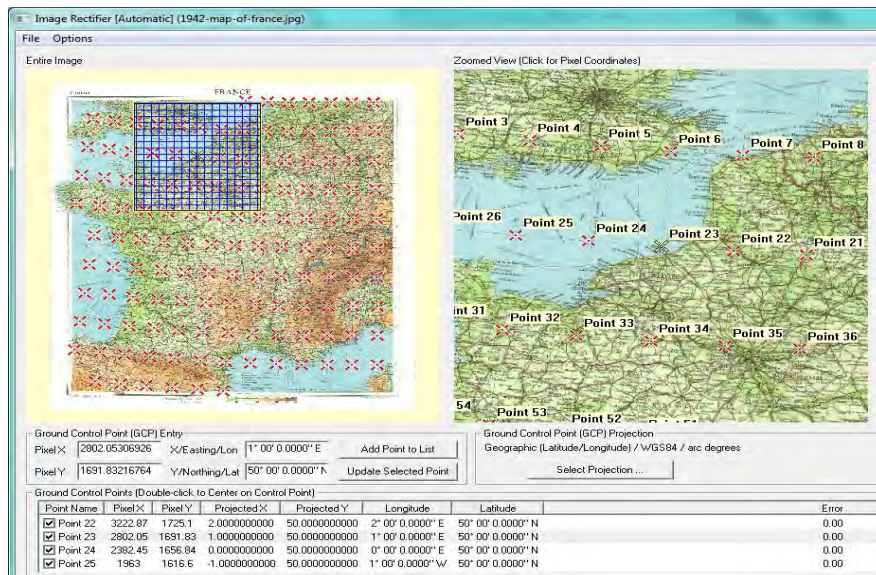 Image Rectifier [Automatic] (1942-map-of-france.jpg)
File Options
Entire Image
Zoomed View (Click for Pixel Coordinates)
FRANCE
Point 3
Point 4
Point 5
Point 6
Point 7
Point 8
Point 26
Point 25
Point 24
Point 23
Point 22
Point 21
nt 31
Point 32
Point 33
Point 34
Point 35
Point 36
54
Point 53
Point 52
Ground Control Point (GCP) Entry
Pixel X 2802.05306926 X/Easting/Lon 1° 00' 0.0000" E Add Point to List
Pixel Y 1691.83216764 Y/Northing/Lat 50° 00' 0.0000" N Update Selected Point
Ground Control Point (GCP) Projection
Geographic (Latitude/Longitude) / WGS84 / arc degrees
Select Projection ...
Ground Control Points (Double-click to Center on Control Point)
Point Name Pixel X Pixel Y Projected X Projected Y Longitude Latitude Error
Point 22 3222.87 1725.1 2.0000000000 50.0000000000 2° 00' 0.0000" E 50° 00' 0.0000" N 0.00
Point 23 2802.05 1691.83 1.0000000000 50.0000000000 1° 00' 0.0000" E 50° 00' 0.0000" N 0.00
Point 24 2382.45 1656.84 0.0000000000 50.0000000000 0° 00' 0.0000" E 50° 00' 0.0000" N 0.00
Point 25 1963 1616.6 -1.0000000000 50.0000000000 1° 00' 0.0000" W 50° 00' 0.0000" N 0.00